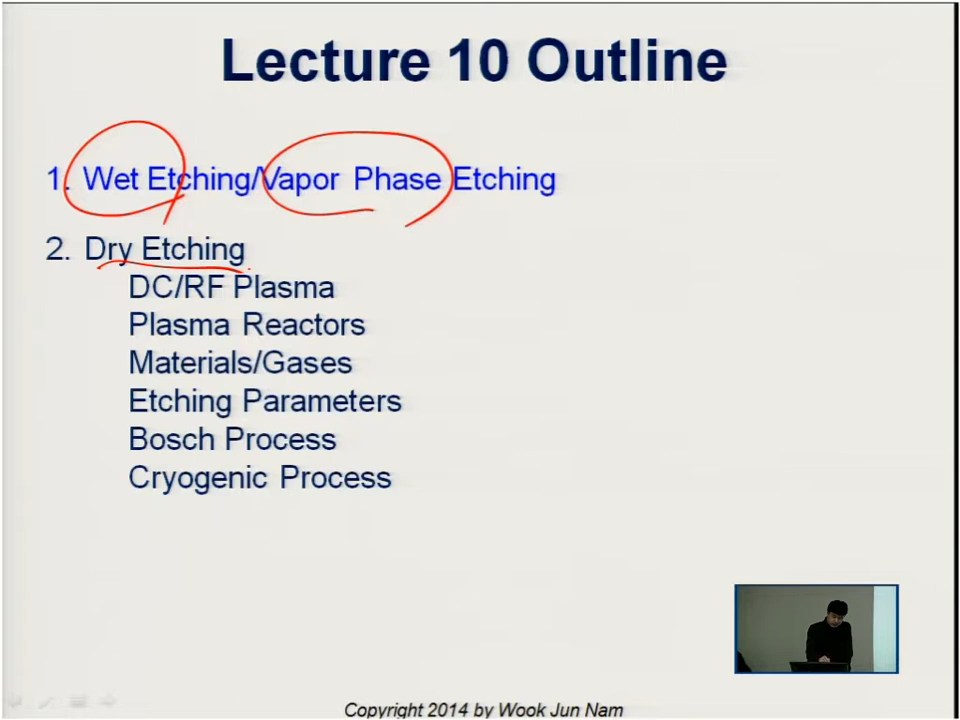 Lecture 10 Outline
1. Wet Etching/Vapor Phase Etching
2. Dry Etching
DC/RF Plasma
Plasma Reactors
Materials/Gases
Etching Parameters
Bosch Process
Cryogenic Process
Copyright 2014 by Wook Jun Nam